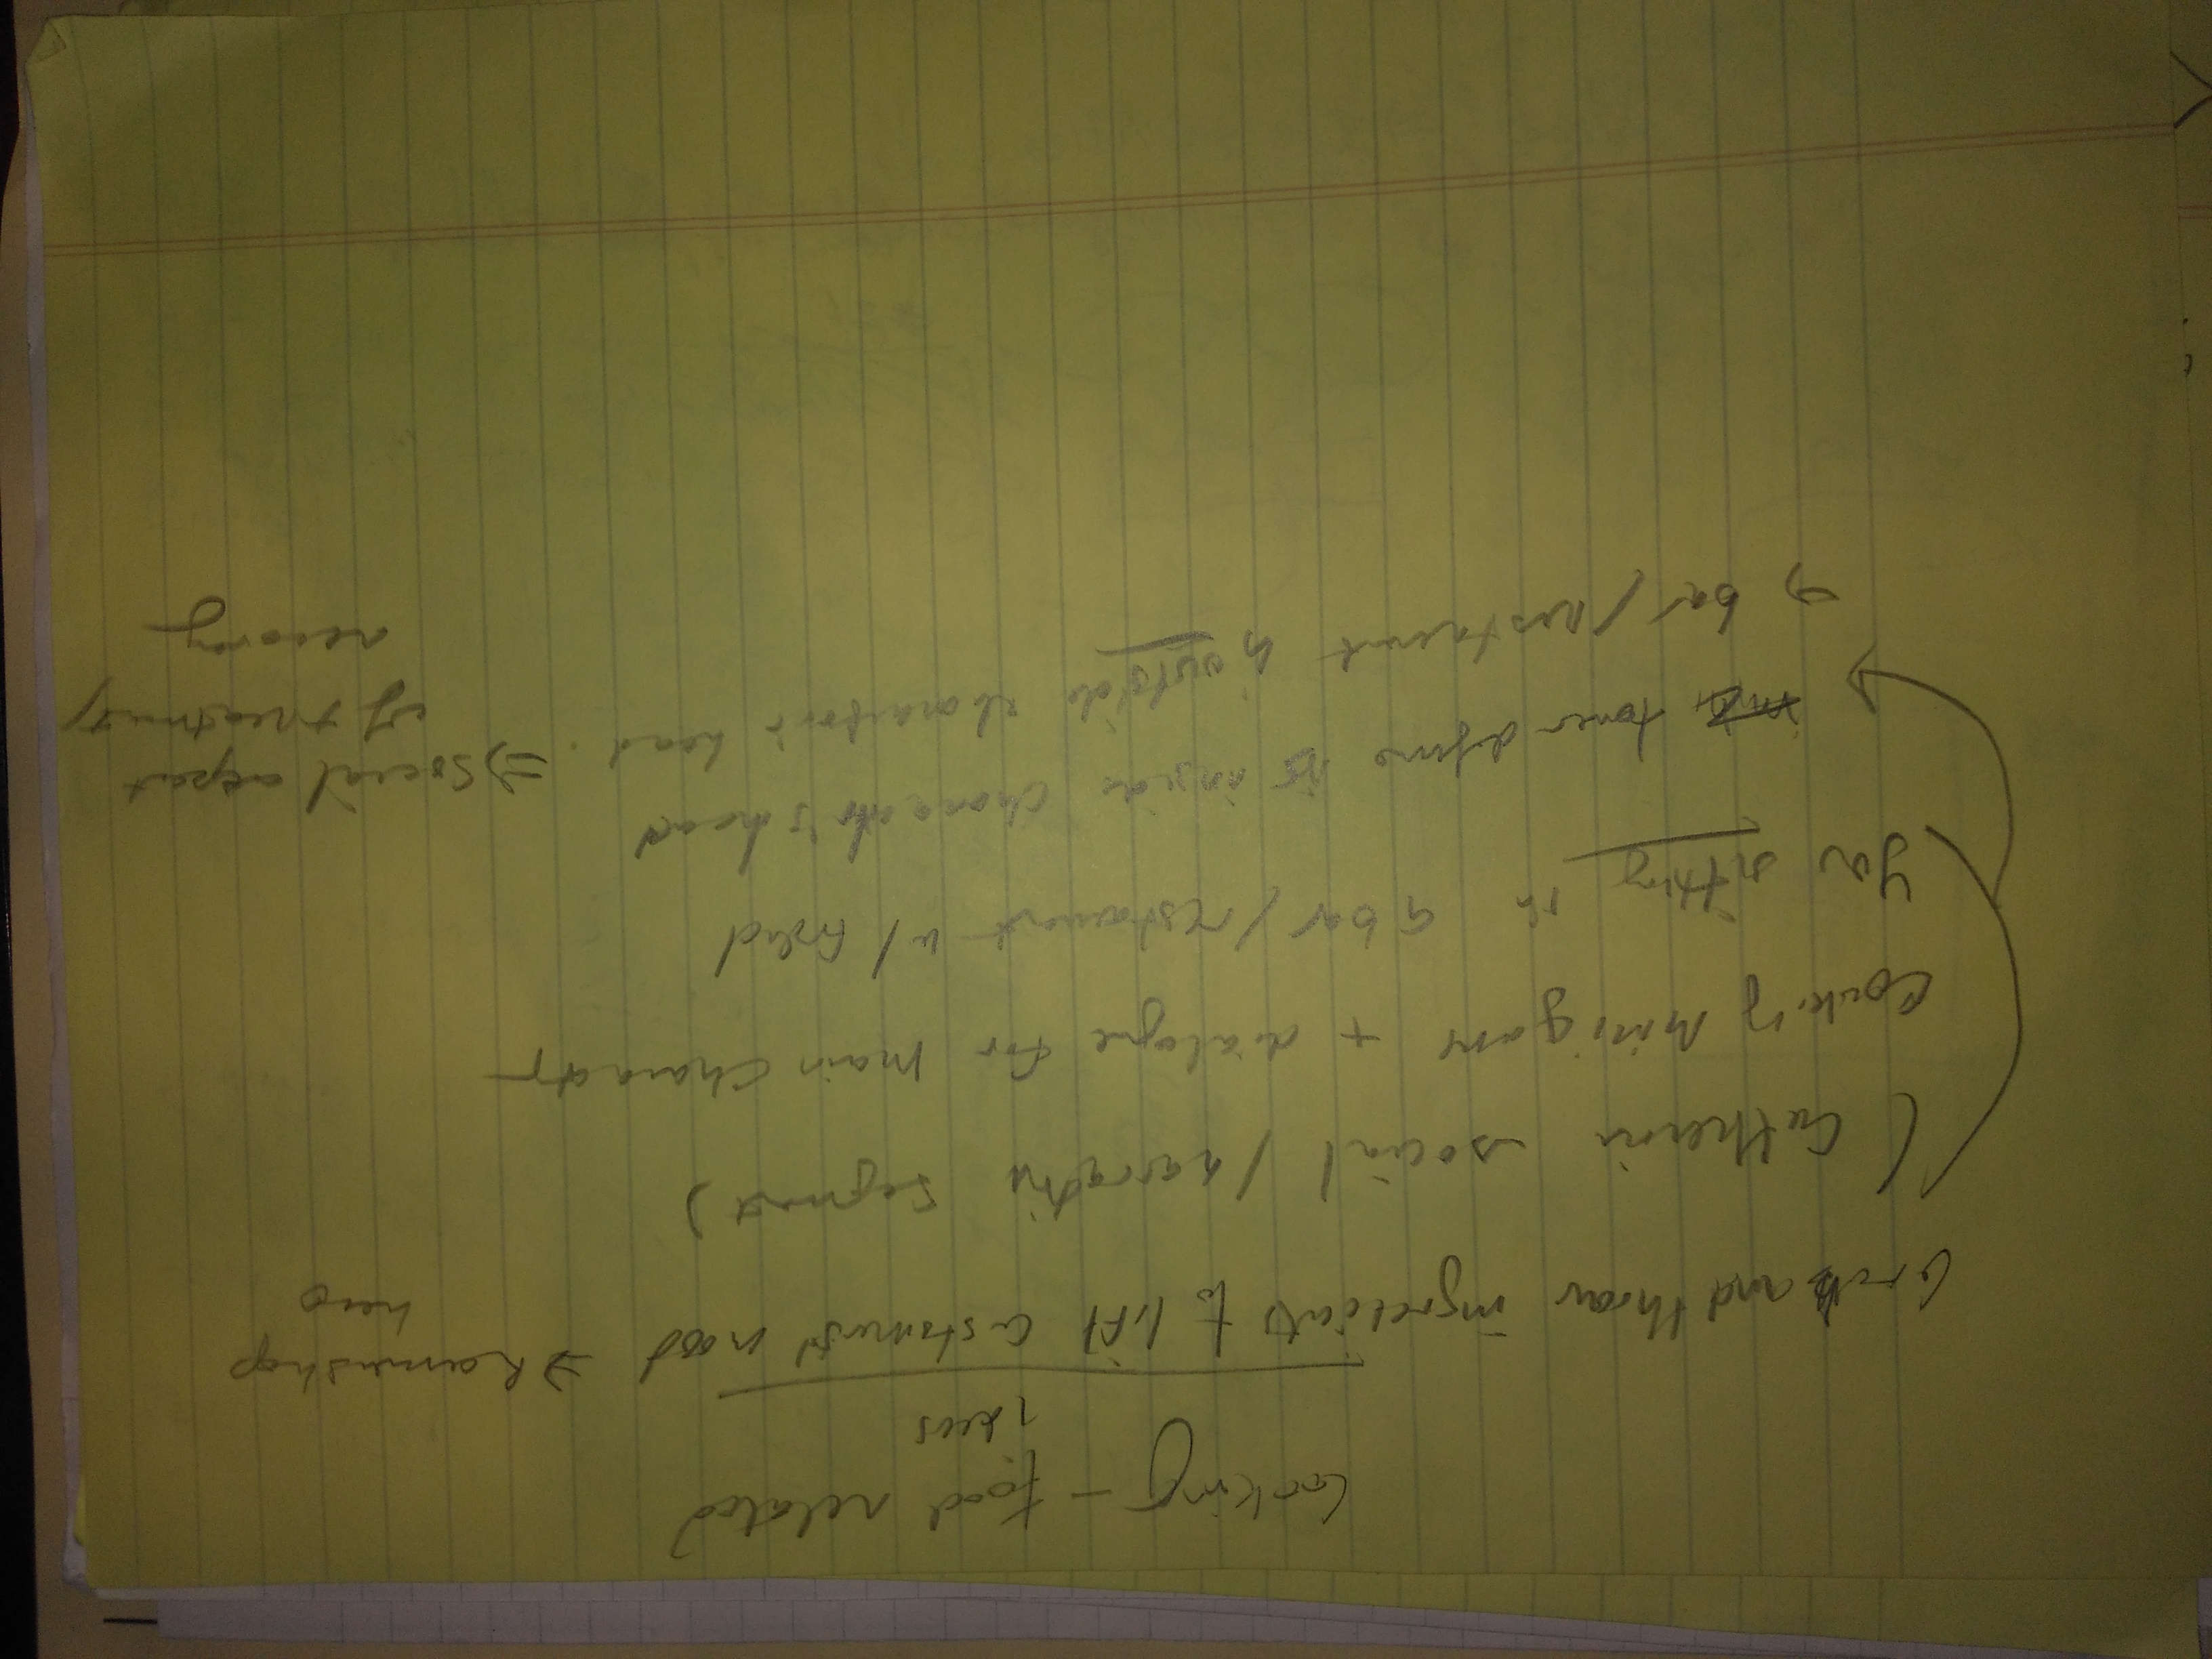 Cooking – food related
ideas
Grab and throw ingredients to lift customers' mood => Ramenshop
hero
(Catherine social / narrative segment)
Cooking minigame + dialogue for main character
You sitting in a bar/restaurant w/
tower defense is inside character's head
-> bar/restaurant is outside character's head. => Social aspect
of treatment/
recovery